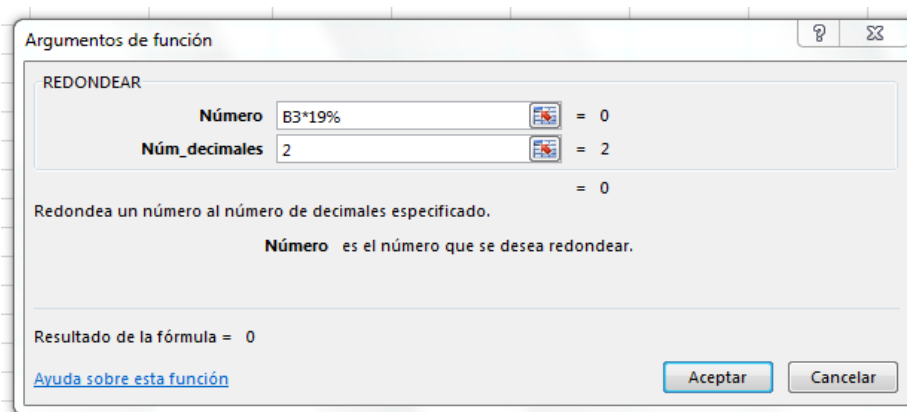 Argumentos de función
REDONDEAR
Número B3*19% = 0
Núm_decimales 2 = 2
= 0
Redondea un número al número de decimales especificado.
Número es el número que se desea redondear.
Resultado de la fórmula = 0
Ayuda sobre esta función Aceptar Cancelar